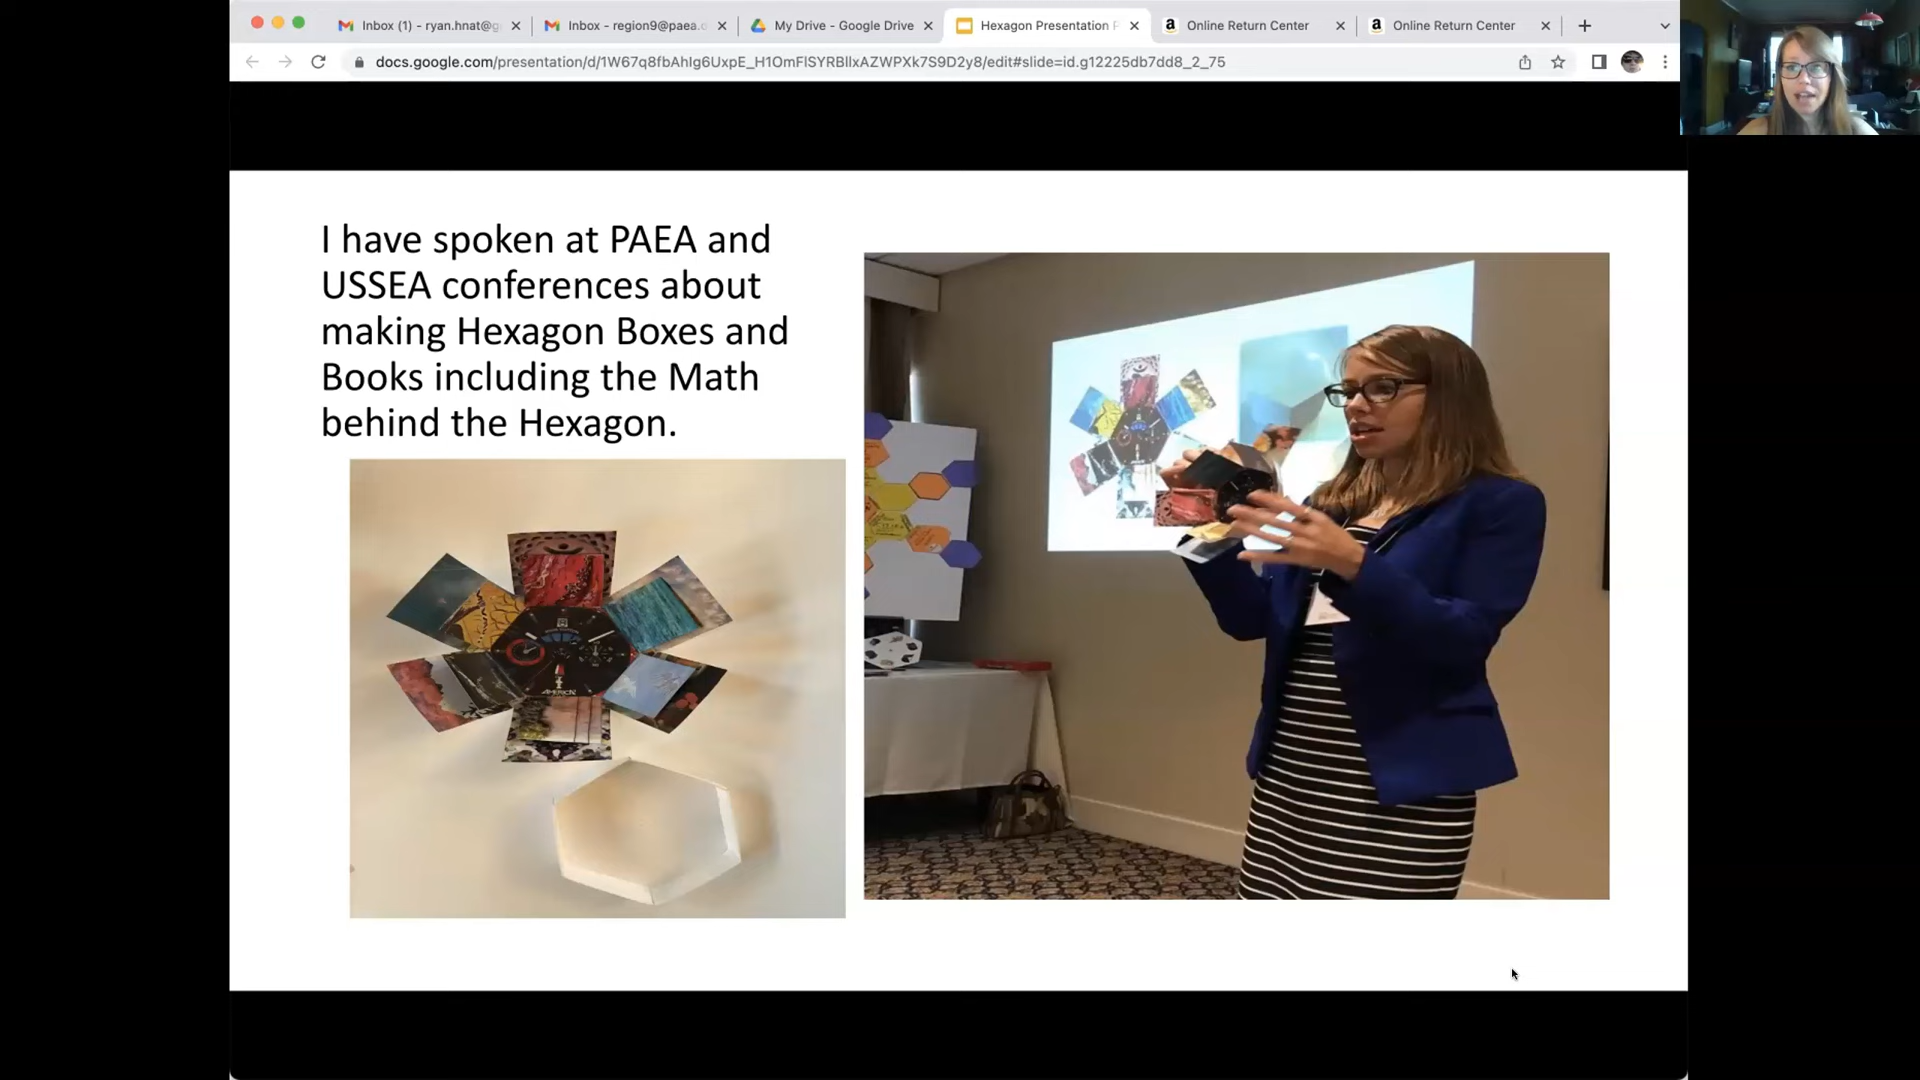 Inbox (1) - ryan.hnat@g
Inbox - region9@paea.o
My Drive - Google Drive
Hexagon Presentation P
Online Return Center
Online Return Center
docs.google.com/presentation/d/1W67q8fbAhIg6UxpE_H1OmFlSYRBllxAZWPXk7S9D2y8/edit#slide=id.g12225db7dd8_2_75
I have spoken at PAEA and
USSEA conferences about
making Hexagon Boxes and
Books including the Math
behind the Hexagon.
AMERICA'